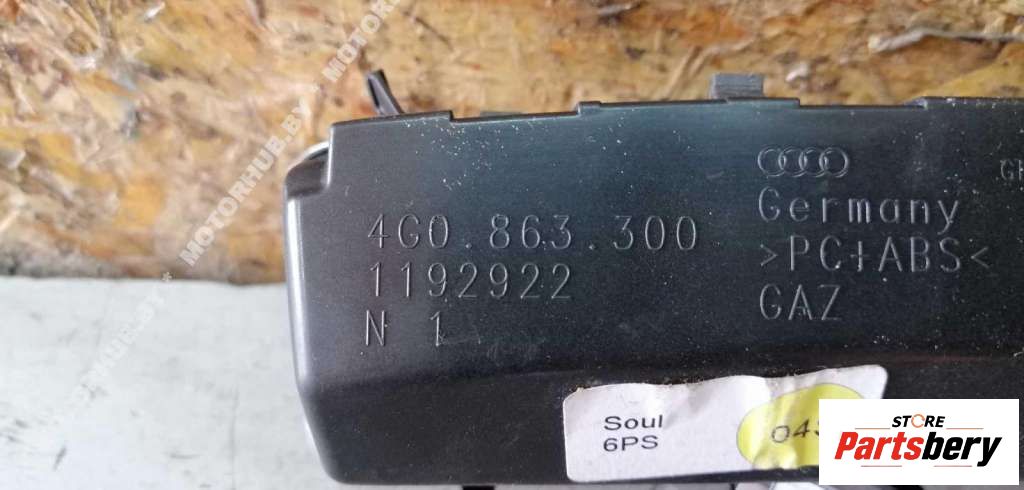 4G0.863.300
1192922
N 1
Germany
>PC+ABS<
GAZ
Soul
6PS
MOTORHUB.BY
STORE
Partsbery